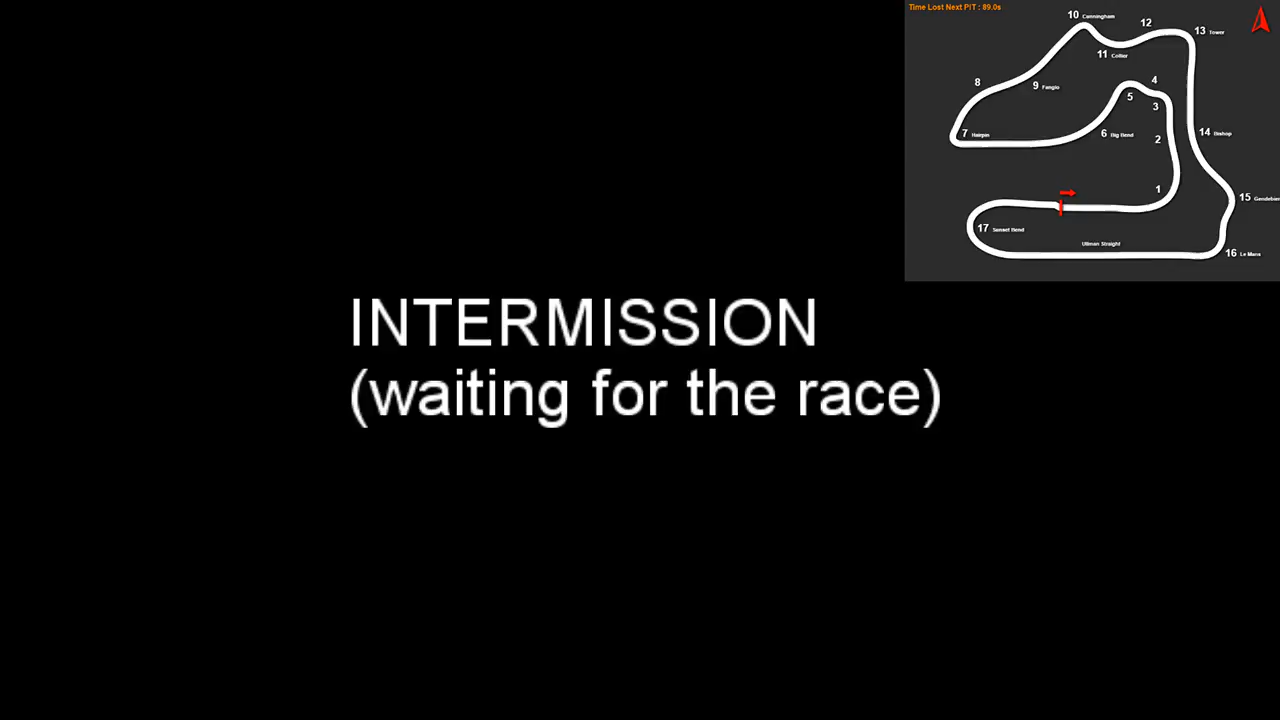 Time Lost Next PIT : 89.0s
10 Cunningham
12
13 Tower
11 Collier
8
9 Fangio
4
5
3
7 Hairpin
6 Big Bend
2
14 Bishop
1
15 Gendebien
17 Sunset Bend
Ullman Straight
16 Le Mans
INTERMISSION
(waiting for the race)